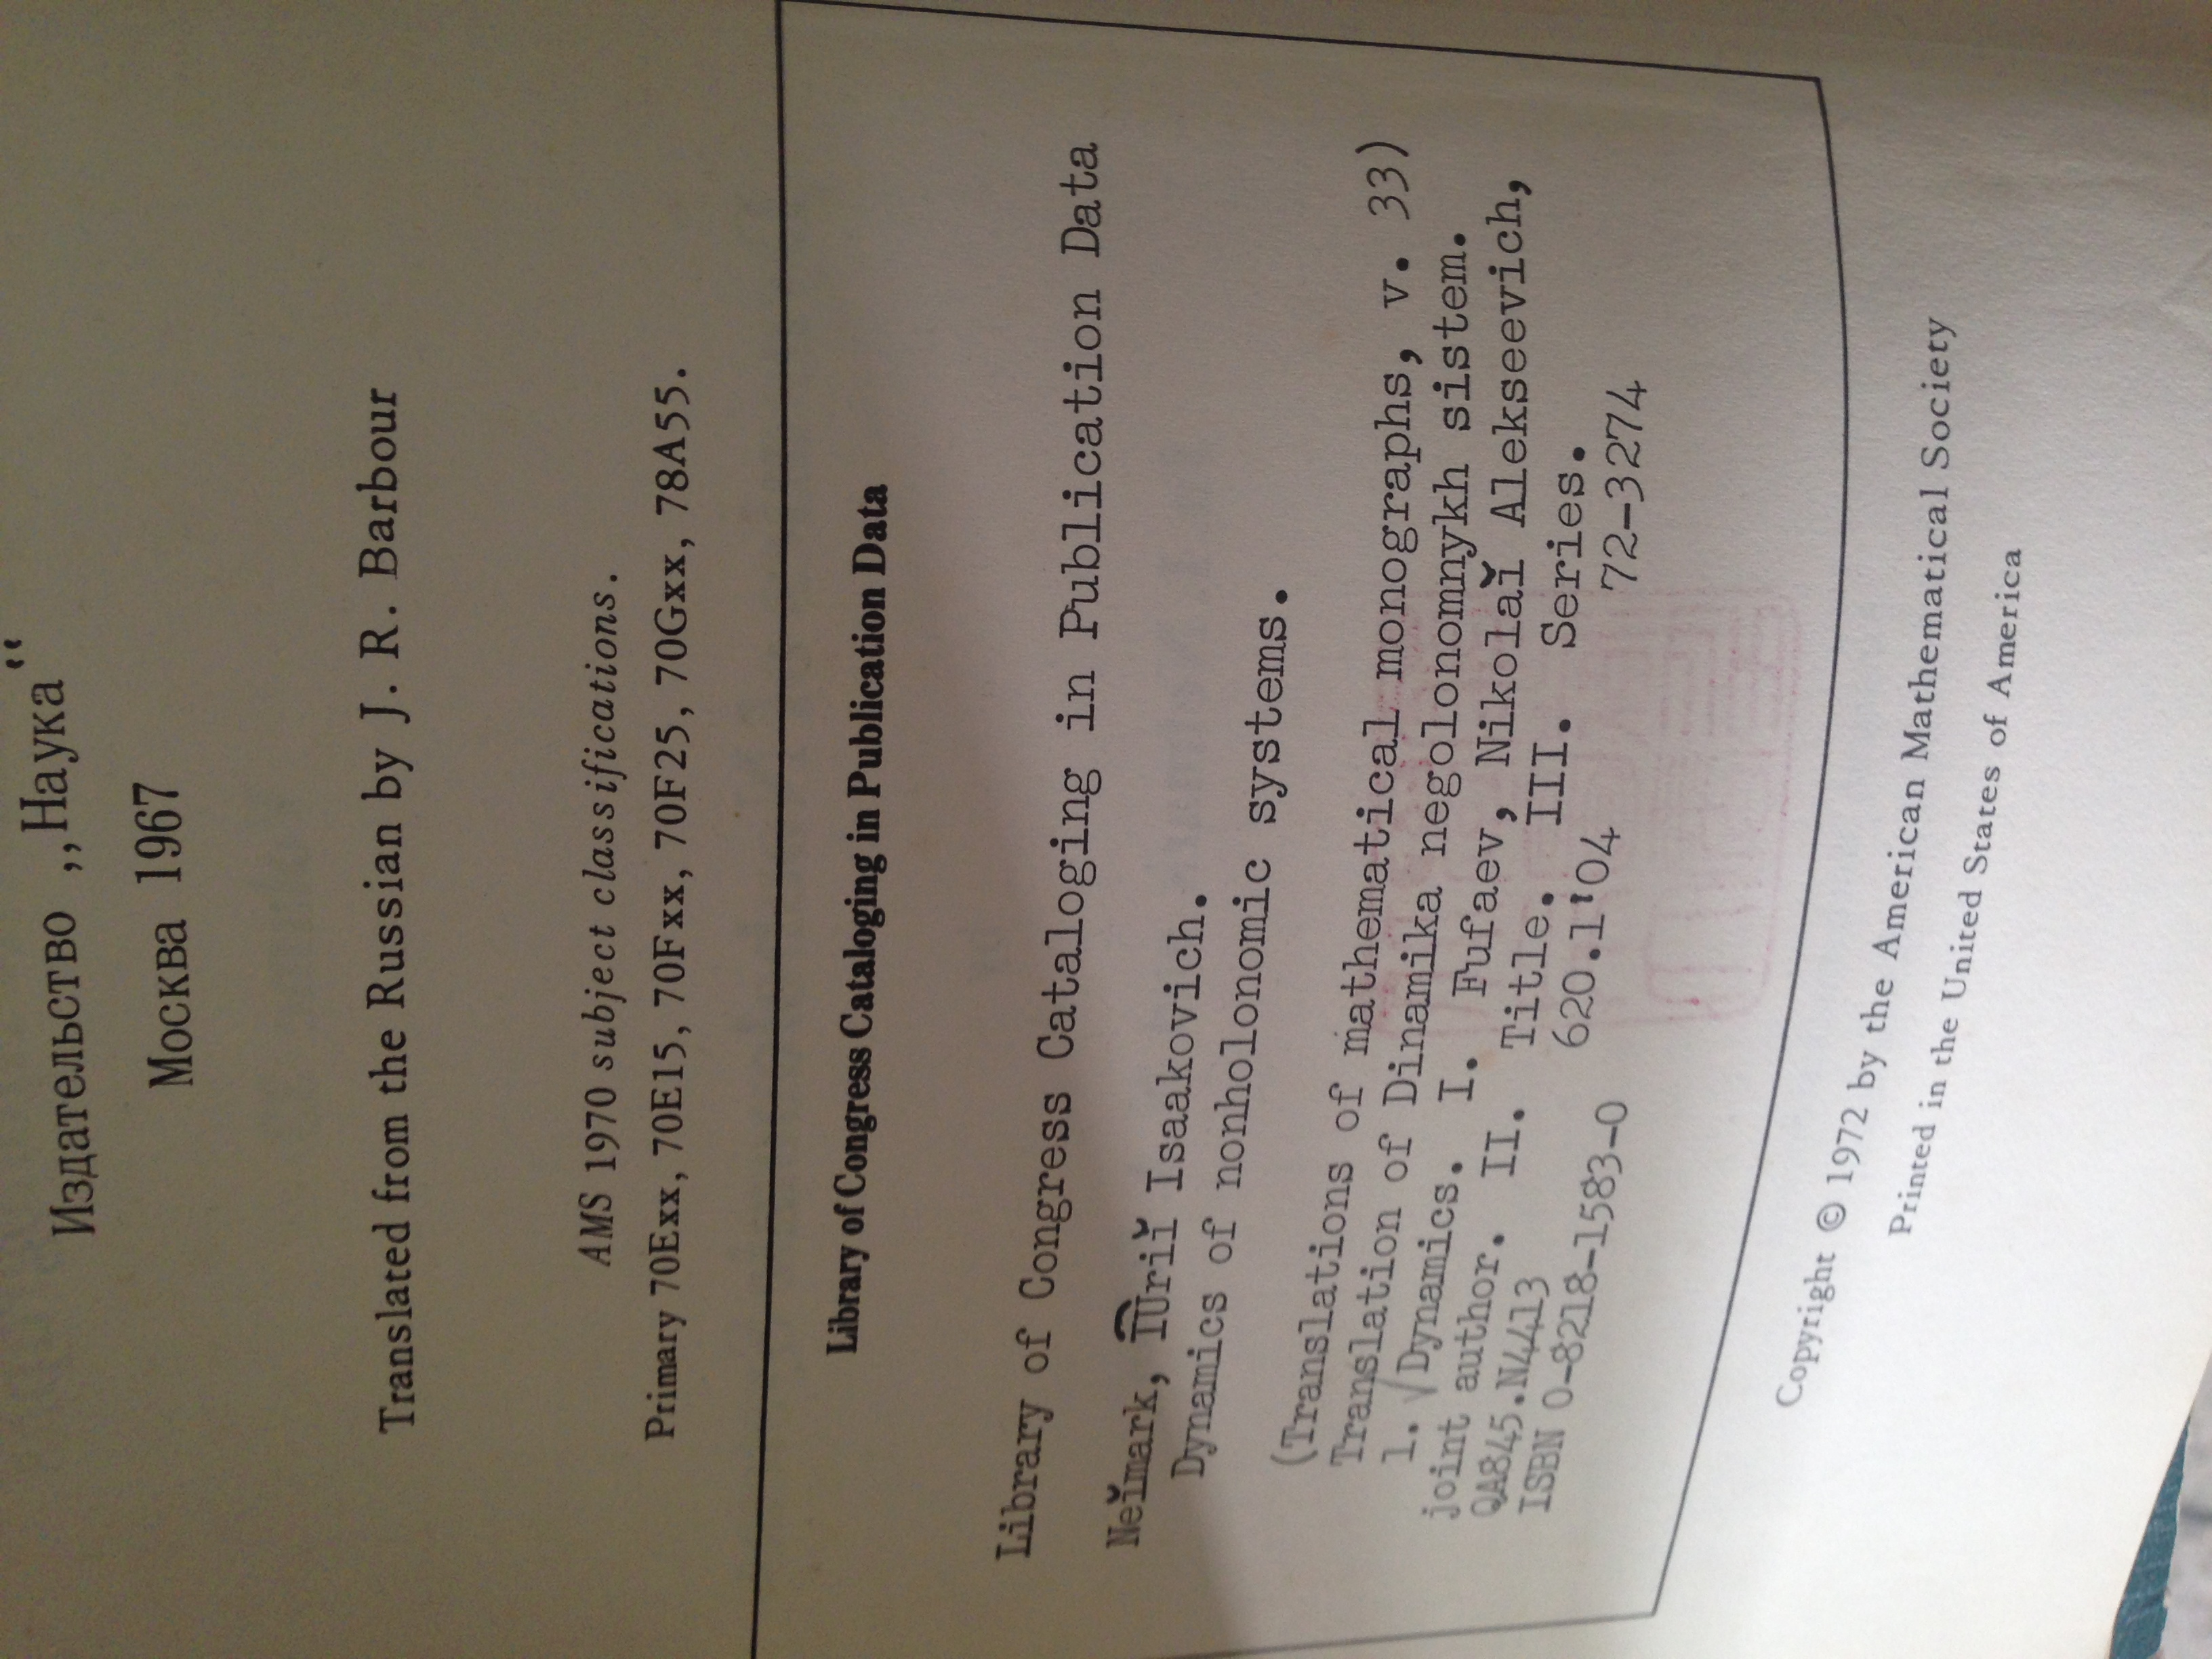 Издательство ,,Наука“
Москва 1967
Translated from the Russian by J. R. Barbour
AMS 1970 subject classifications.
Primary 70Exx, 70E15, 70Fxx, 70F25, 70Gxx, 78A55.
Library of Congress Cataloging in Publication Data
Library of Congress Cataloging in Publication Data
Neĭmark, I͡Uriĭ Isaakovich.
Dynamics of nonholonomic systems.
(Translations of mathematical monographs, v. 33)
Translation of Dinamika negolonomnykh sistem.
1. √Dynamics. I. Fufaev, Nikolaĭ Alekseevich,
joint author. II. Title. III. Series.
QA845.N4413 620.1'04 72-3274
ISBN 0-8218-1583-0
Copyright © 1972 by the American Mathematical Society
Printed in the United States of America